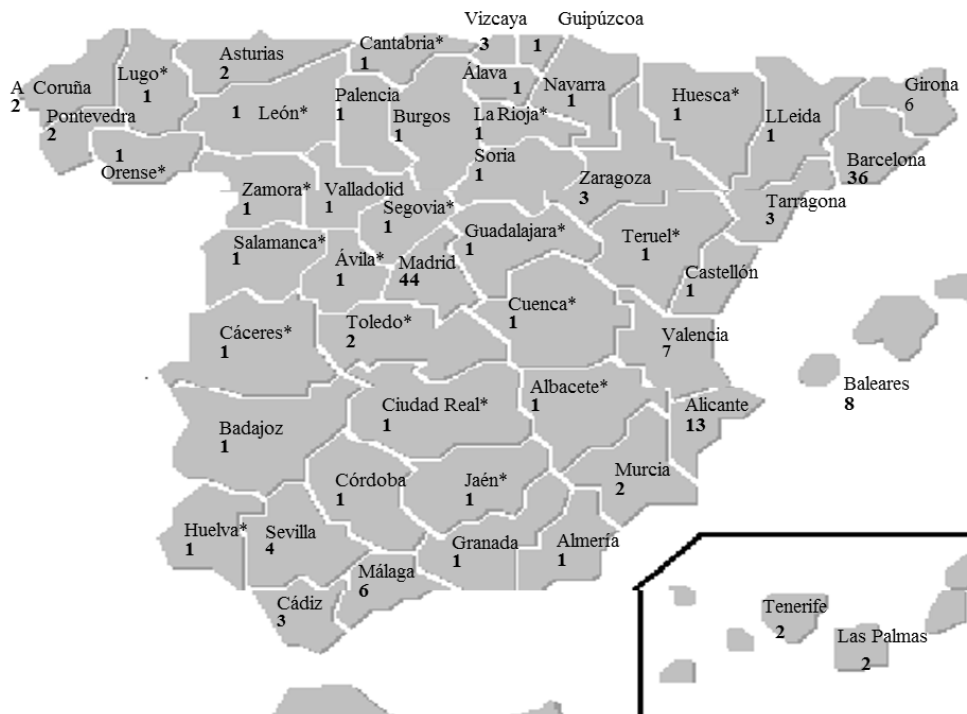 Vizcaya
3
Guipúzcoa
1
Cantabria*
1
Asturias
2
A Coruña
2
Lugo*
1
Álava
1
Navarra
1
Girona
6
Huesca*
1
LLeida
1
Palencia
1
Burgos
1
La Rioja*
1
1 León*
Pontevedra
2
1
Orense*
Soria
1
Barcelona
36
Zaragoza
3
Zamora*
1
Valladolid
1
Segovia*
1
Tarragona
3
Salamanca*
1
Ávila*
1
Madrid
44
Guadalajara*
1
Teruel*
1
Castellón
1
Cáceres*
1
Toledo*
2
Cuenca*
1
Valencia
7
Baleares
8
Badajoz
1
Ciudad Real*
1
Albacete*
1
Alicante
13
Córdoba
1
Jaén*
1
Murcia
2
Huelva*
1
Sevilla
4
Granada
1
Almería
1
Málaga
6
Cádiz
3
Tenerife
2
Las Palmas
2